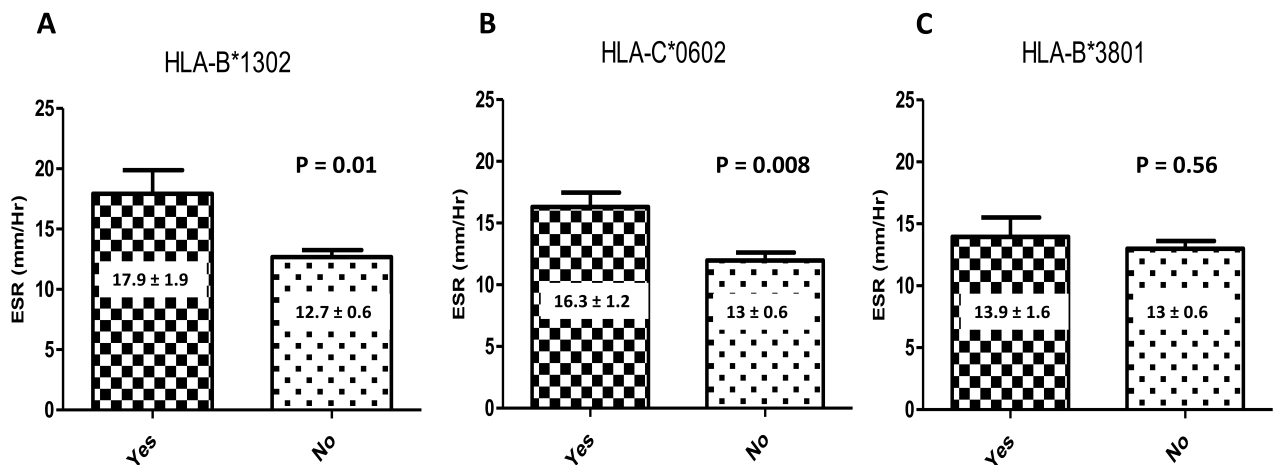 A
HLA-B*1302
ESR (mm/Hr)
25
20
15
10
5
0
P = 0.01
17.9 ± 1.9
12.7 ± 0.6
Yes
No
B
HLA-C*0602
ESR (mm/Hr)
25
20
15
10
5
0
P = 0.008
16.3 ± 1.2
13 ± 0.6
Yes
No
C
HLA-B*3801
ESR (mm/Hr)
25
20
15
10
5
0
P = 0.56
13.9 ± 1.6
13 ± 0.6
Yes
No